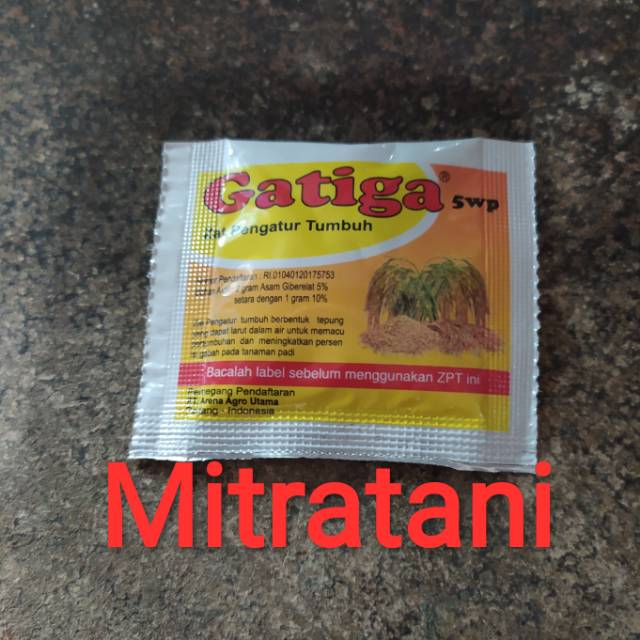 Gatiga® 5wp
Pengatur Tumbuh
Pendaftaran : RI.01040120175753
gram Asam Giberelat 5%
setara dengan 1 gram 10%
Pengatur tumbuh berbentuk tepung
dapat larut dalam air untuk memacu
dan meningkatkan persen
pada tanaman padi
Bacalah label sebelum menggunakan ZPT ini
Pemegang Pendaftaran
PT. Arena Agro Utama
- Indonesia
Mitratani